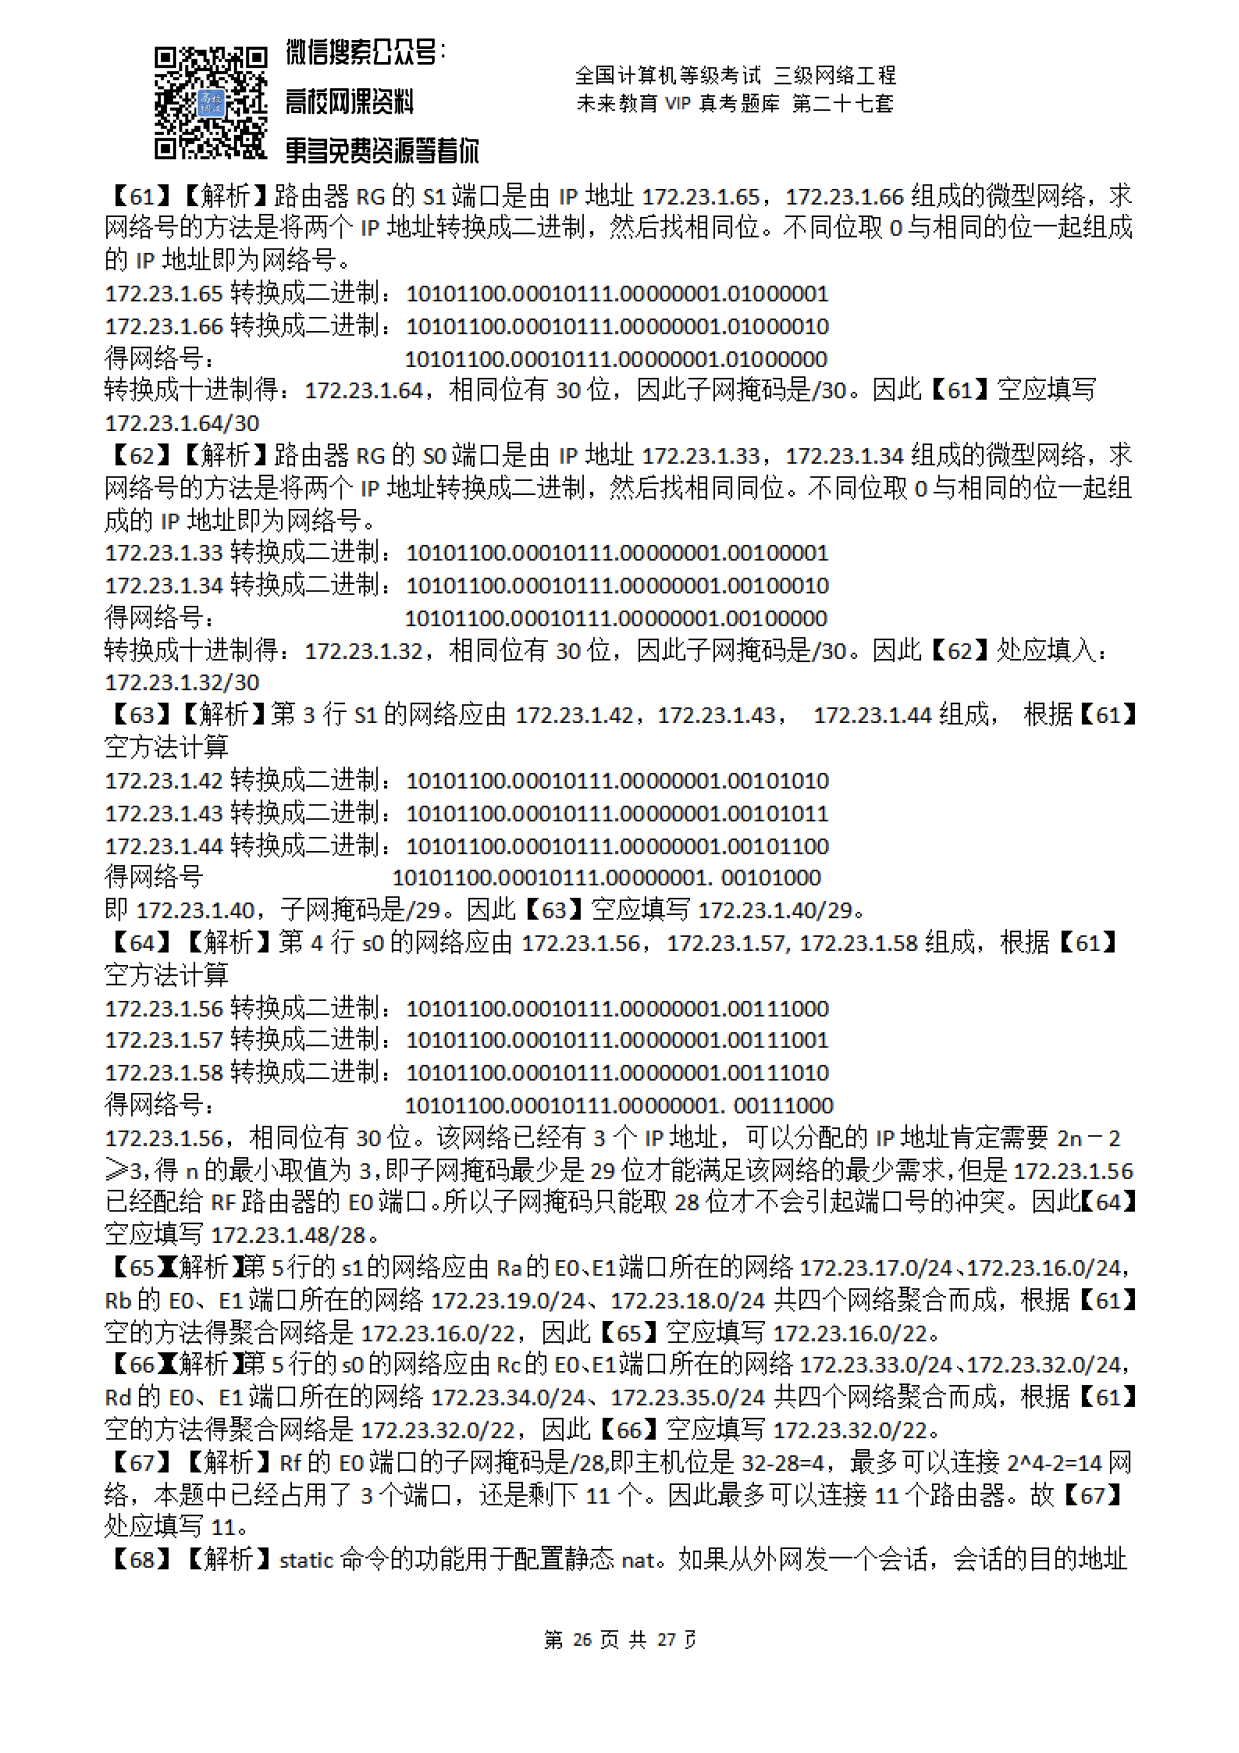 微信搜索公众号：
高校网课资料
更多免费资源等着你
全国计算机等级考试 三级网络工程
未来教育 VIP 真考题库 第二十七套
【61】【解析】路由器 RG 的 S1 端口是由 IP 地址 172.23.1.65，172.23.1.66 组成的微型网络，求
网络号的方法是将两个 IP 地址转换成二进制，然后找相同位。不同位取 0 与相同的位一起组成
的 IP 地址即为网络号。
172.23.1.65 转换成二进制：10101100.00010111.00000001.01000001
172.23.1.66 转换成二进制：10101100.00010111.00000001.01000010
得网络号： 10101100.00010111.00000001.01000000
转换成十进制得：172.23.1.64，相同位有 30 位，因此子网掩码是/30。因此【61】空应填写
172.23.1.64/30
【62】【解析】路由器 RG 的 S0 端口是由 IP 地址 172.23.1.33，172.23.1.34 组成的微型网络，求
网络号的方法是将两个 IP 地址转换成二进制，然后找相同同位。不同位取 0 与相同的位一起组
成的 IP 地址即为网络号。
172.23.1.33 转换成二进制：10101100.00010111.00000001.00100001
172.23.1.34 转换成二进制：10101100.00010111.00000001.00100010
得网络号： 10101100.00010111.00000001.00100000
转换成十进制得：172.23.1.32，相同位有 30 位，因此子网掩码是/30。因此【62】处应填入：
172.23.1.32/30
【63】【解析】第 3 行 S1 的网络应由 172.23.1.42，172.23.1.43， 172.23.1.44 组成， 根据【61】
空方法计算
172.23.1.42 转换成二进制：10101100.00010111.00000001.00101010
172.23.1.43 转换成二进制：10101100.00010111.00000001.00101011
172.23.1.44 转换成二进制：10101100.00010111.00000001.00101100
得网络号 10101100.00010111.00000001. 00101000
即 172.23.1.40，子网掩码是/29。因此【63】空应填写 172.23.1.40/29。
【64】【解析】第 4 行 s0 的网络应由 172.23.1.56，172.23.1.57, 172.23.1.58 组成，根据【61】
空方法计算
172.23.1.56 转换成二进制：10101100.00010111.00000001.00111000
172.23.1.57 转换成二进制：10101100.00010111.00000001.00111001
172.23.1.58 转换成二进制：10101100.00010111.00000001.00111010
得网络号： 10101100.00010111.00000001. 00111000
172.23.1.56，相同位有 30 位。该网络已经有 3 个 IP 地址，可以分配的 IP 地址肯定需要 2n－2
≥3,得 n 的最小取值为 3,即子网掩码最少是 29 位才能满足该网络的最少需求,但是 172.23.1.56
已经配给 RF 路由器的 E0 端口。所以子网掩码只能取 28 位才不会引起端口号的冲突。因此【64】
空应填写 172.23.1.48/28。
【65】【解析】第 5 行的 s1 的网络应由 Ra 的 E0、E1 端口所在的网络 172.23.17.0/24、172.23.16.0/24，
Rb 的 E0、E1 端口所在的网络 172.23.19.0/24、172.23.18.0/24 共四个网络聚合而成，根据【61】
空的方法得聚合网络是 172.23.16.0/22，因此【65】空应填写 172.23.16.0/22。
【66】【解析】第 5 行的 s0 的网络应由 Rc 的 E0、E1 端口所在的网络 172.23.33.0/24、172.23.32.0/24，
Rd 的 E0、E1 端口所在的网络 172.23.34.0/24、172.23.35.0/24 共四个网络聚合而成，根据【61】
空的方法得聚合网络是 172.23.32.0/22，因此【66】空应填写 172.23.32.0/22。
【67】【解析】Rf 的 E0 端口的子网掩码是/28,即主机位是 32-28=4，最多可以连接 2^4-2=14 网
络，本题中已经占用了 3 个端口，还是剩下 11 个。因此最多可以连接 11 个路由器。故【67】
处应填写 11。
【68】【解析】static 命令的功能用于配置静态 nat。如果从外网发一个会话，会话的目的地址
第 26 页 共 27 页